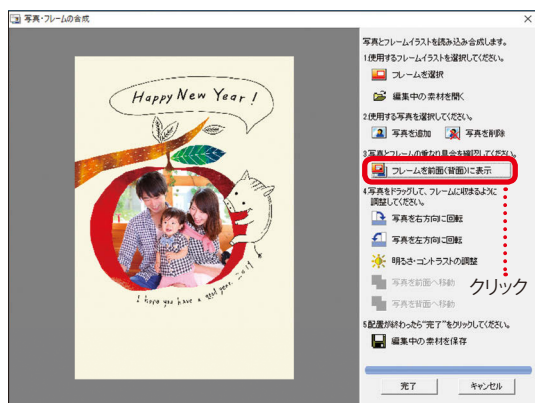 写真・フレームの合成
Happy New Year!
I hope you have a good year.
写真とフレームイラストを読み込み合成します。
1.使用するフレームイラストを選択してください。
フレームを選択
編集中の素材を開く
2.使用する写真を選択してください。
写真を追加 写真を削除
3.写真とフレームの重なり具合を確認してください。
フレームを前面(背面)に表示
4.写真をドラッグして、フレームに収まるように
調整してください。
写真を右方向に回転
写真を左方向に回転
明るさ・コントラストの調整
クリック
写真を前面へ移動
写真を背面へ移動
5.配置が終わったら"完了"をクリックしてください。
編集中の素材を保存
完了 キャンセル